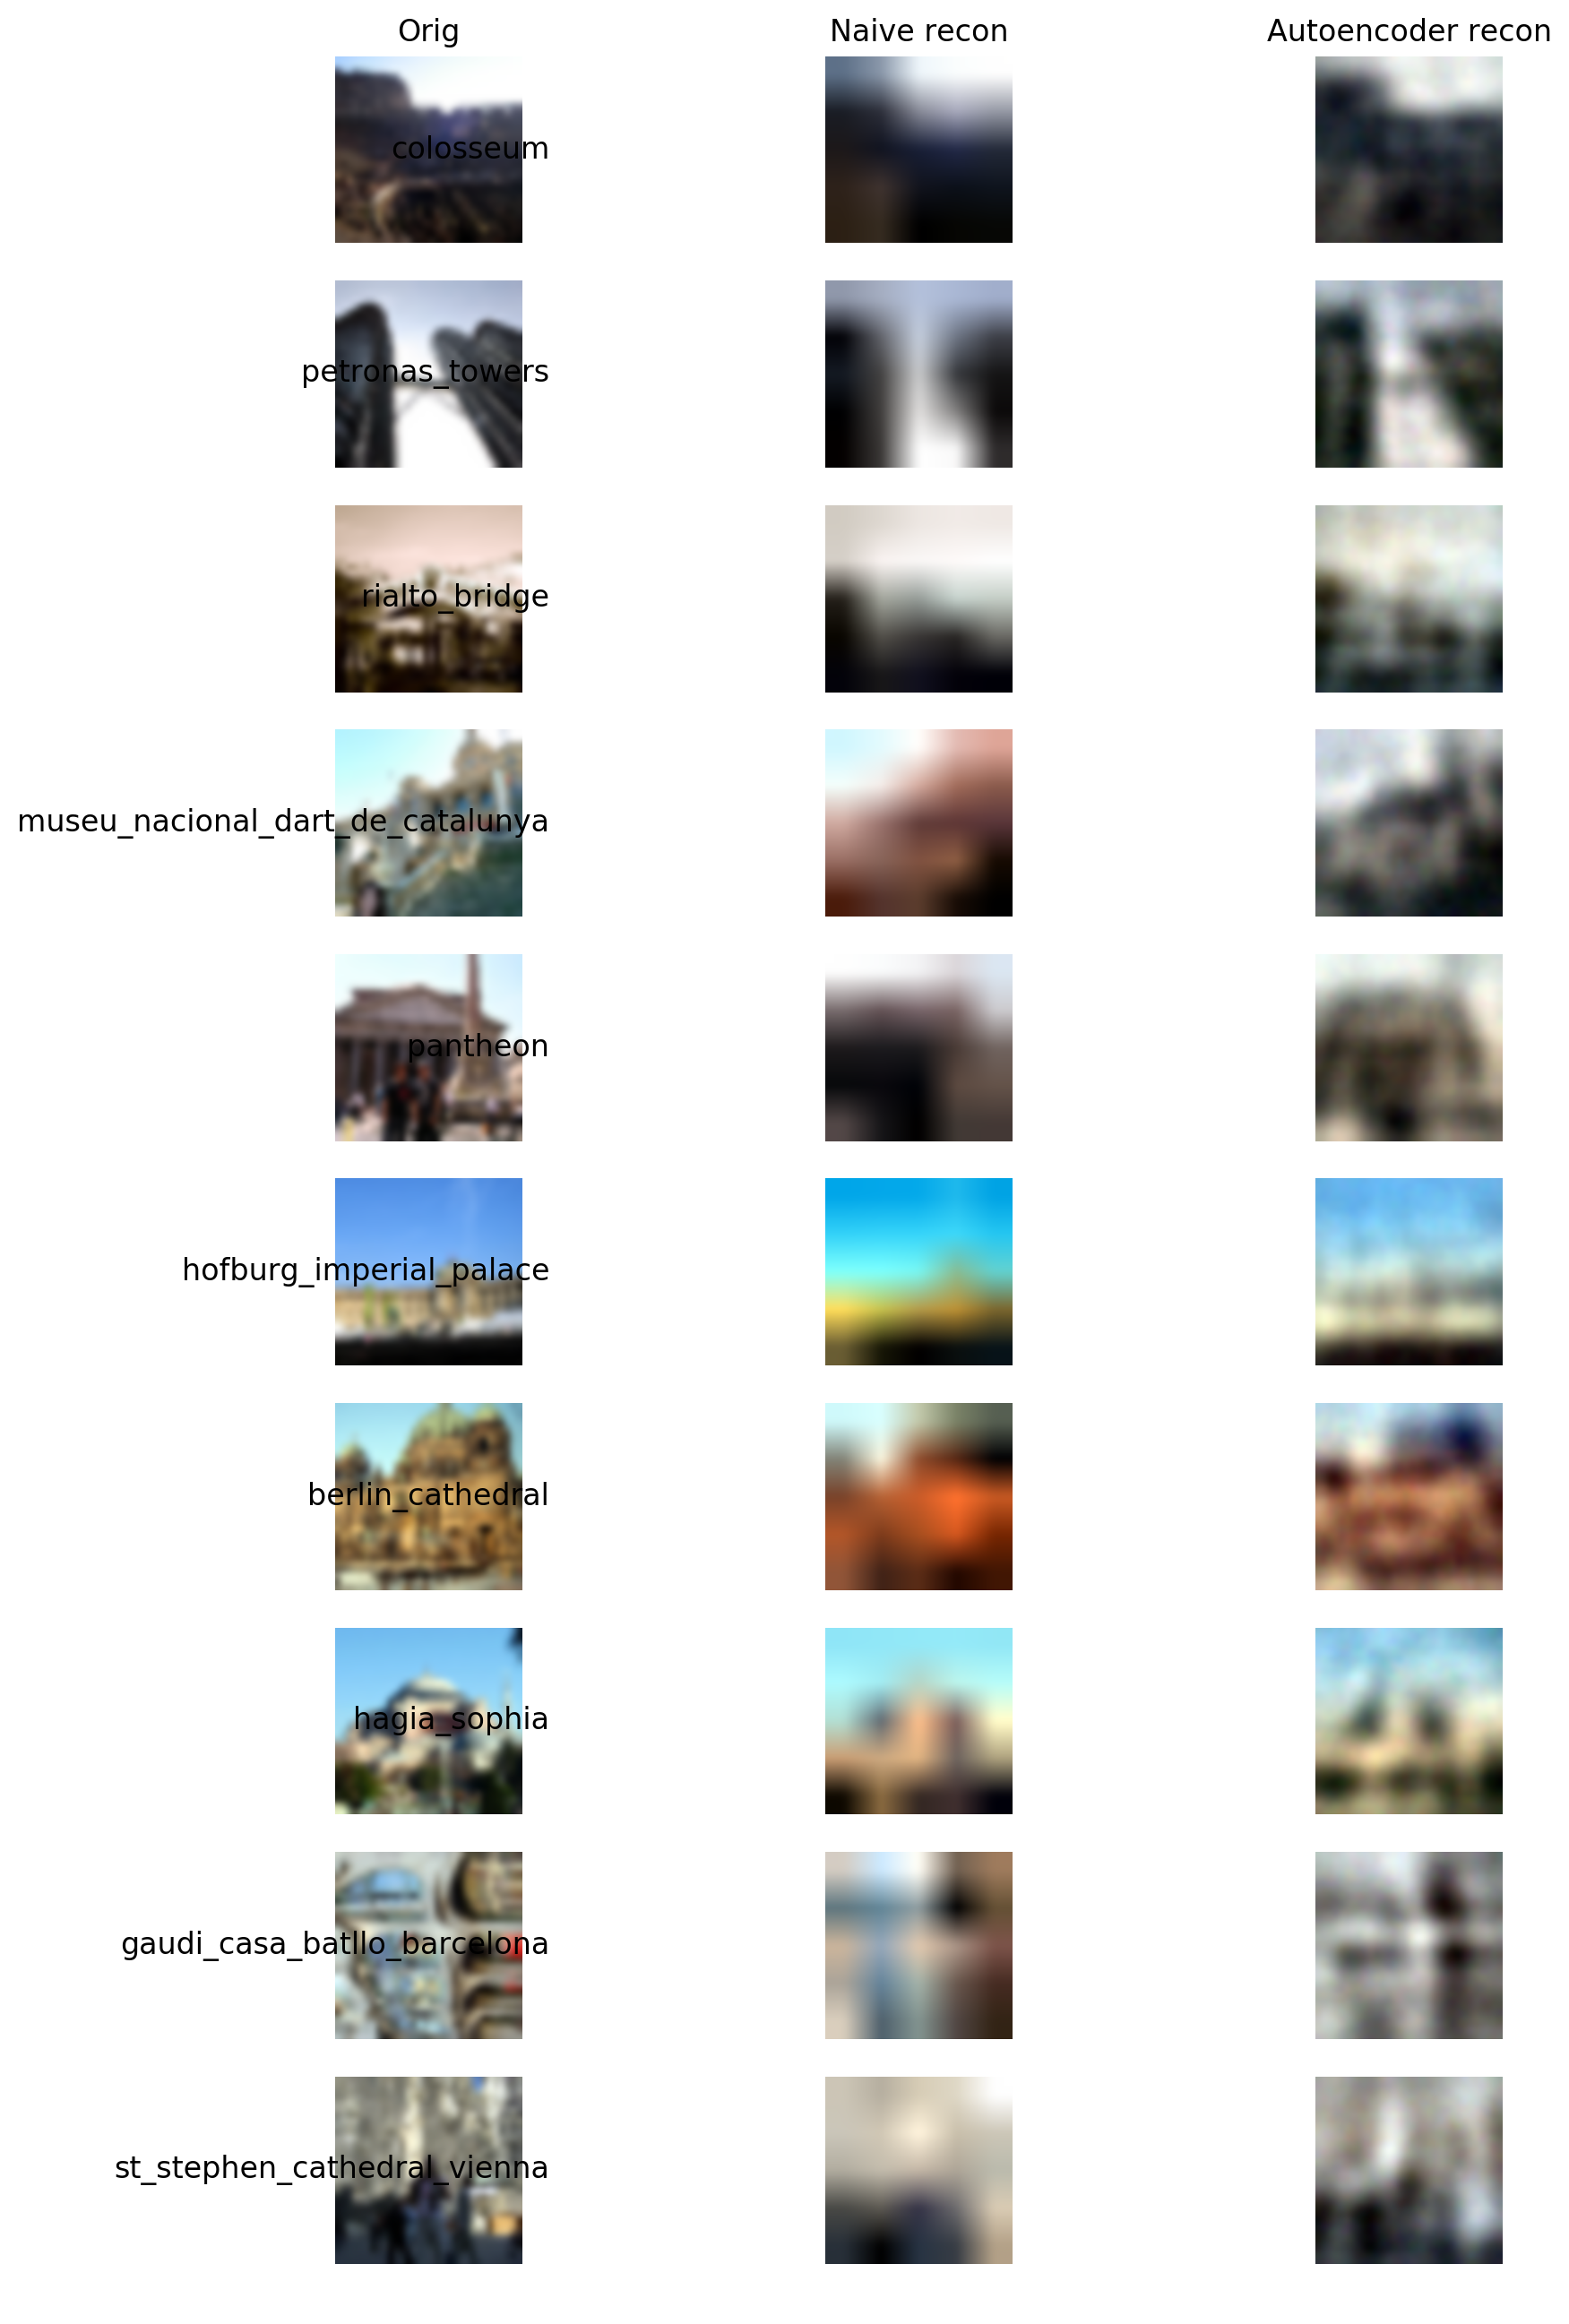 Orig Naive recon Autoencoder recon
colosseum
petronas_towers
rialto_bridge
museu_nacional_dart_de_catalunya
pantheon
hofburg_imperial_palace
berlin_cathedral
hagia_sophia
gaudi_casa_batllo_barcelona
st_stephen_cathedral_vienna